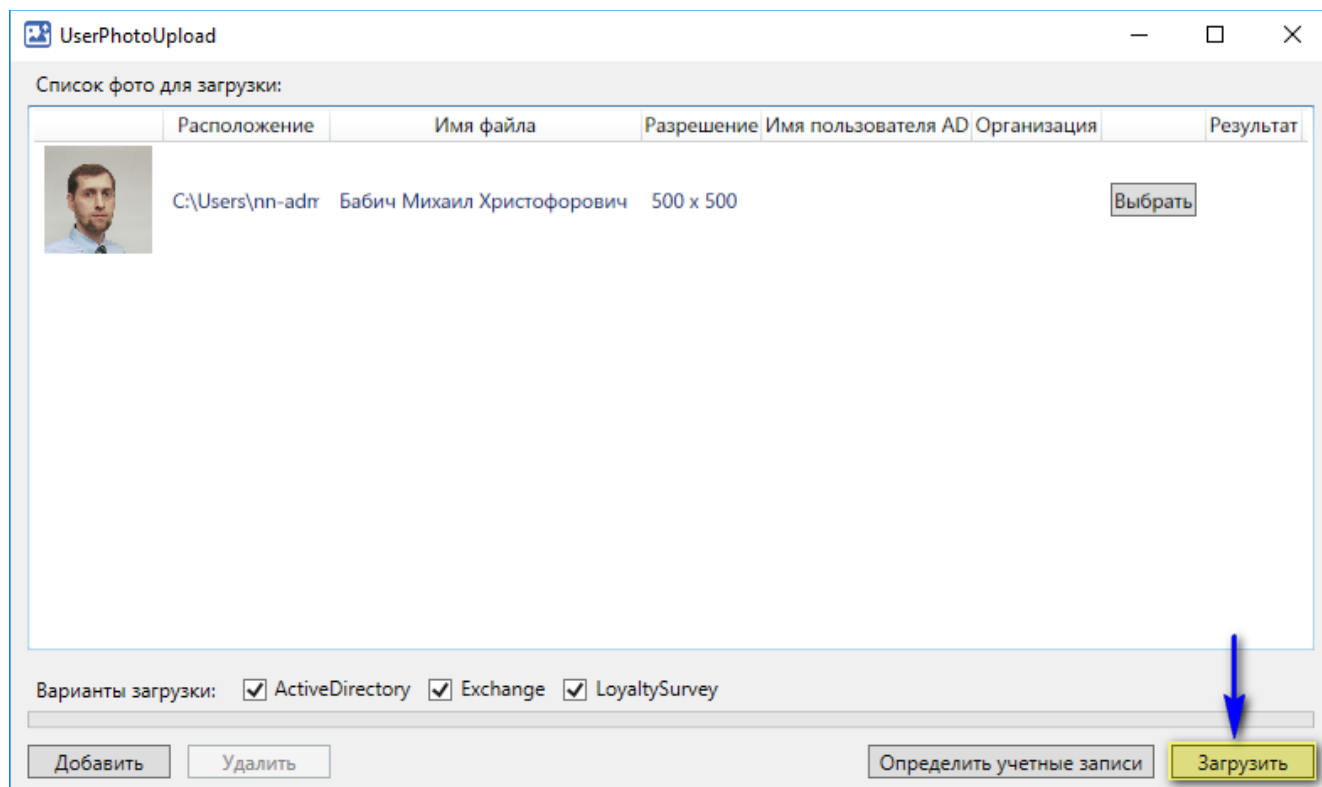 UserPhotoUpload
Список фото для загрузки:
Расположение Имя файла Разрешение Имя пользователя AD Организация Результат
C:\Users\nn-adm Бабич Михаил Христофорович 500 x 500 Выбрать
Варианты загрузки: ActiveDirectory Exchange LoyaltySurvey
Добавить Удалить Определить учетные записи Загрузить